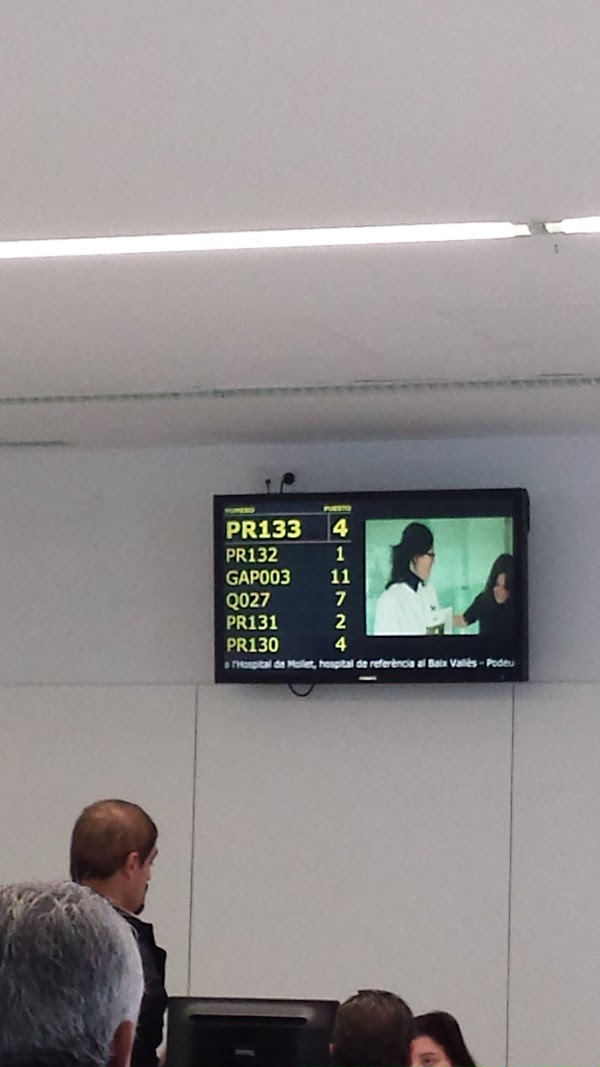 NUMERO PUESTO
PR133 4
PR132 1
GAP003 11
Q027 7
PR131 2
PR130 4
a l'Hospital de Mollet, hospital de referència al Baix Vallès - Podeu